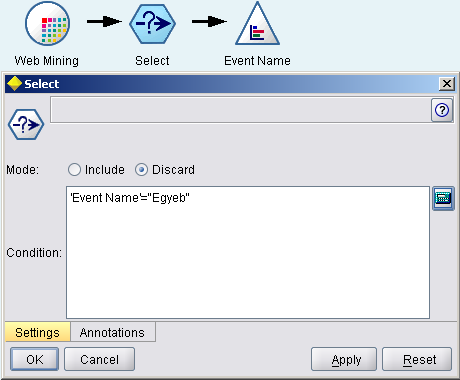 Web Mining Select Event Name
Select
?
Mode: Include Discard
'Event Name'="Egyeb"
Condition:
Settings Annotations
OK Cancel Apply Reset